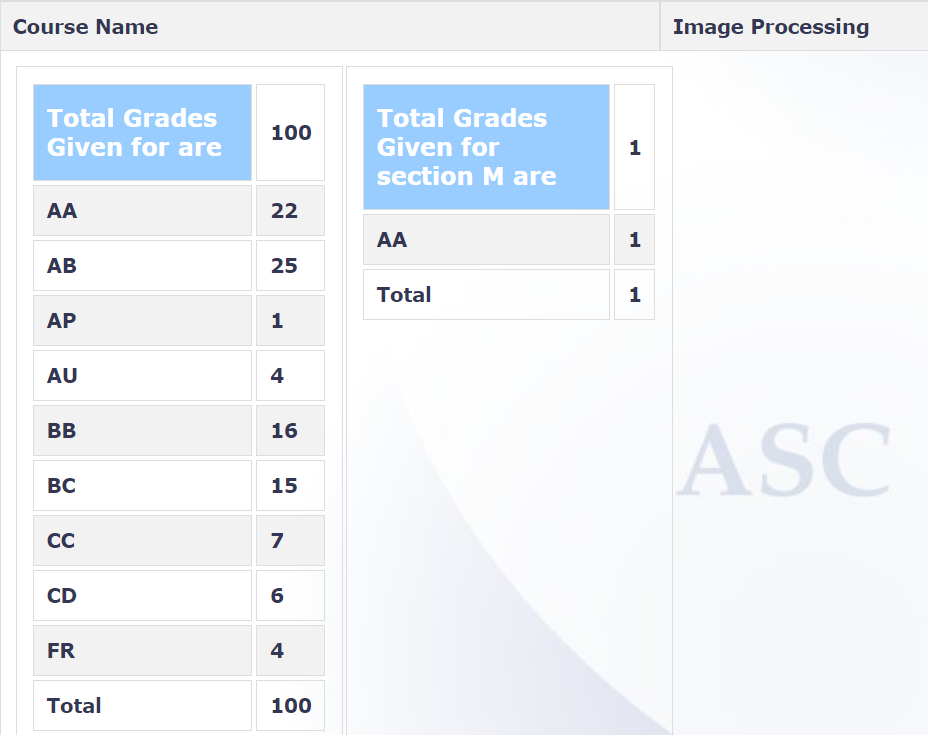 Course Name Image Processing
Total Grades
Given for are
100
AA 22
AB 25
AP 1
AU 4
BB 16
BC 15
CC 7
CD 6
FR 4
Total 100
Total Grades
Given for
section M are
1
AA 1
Total 1
ASC